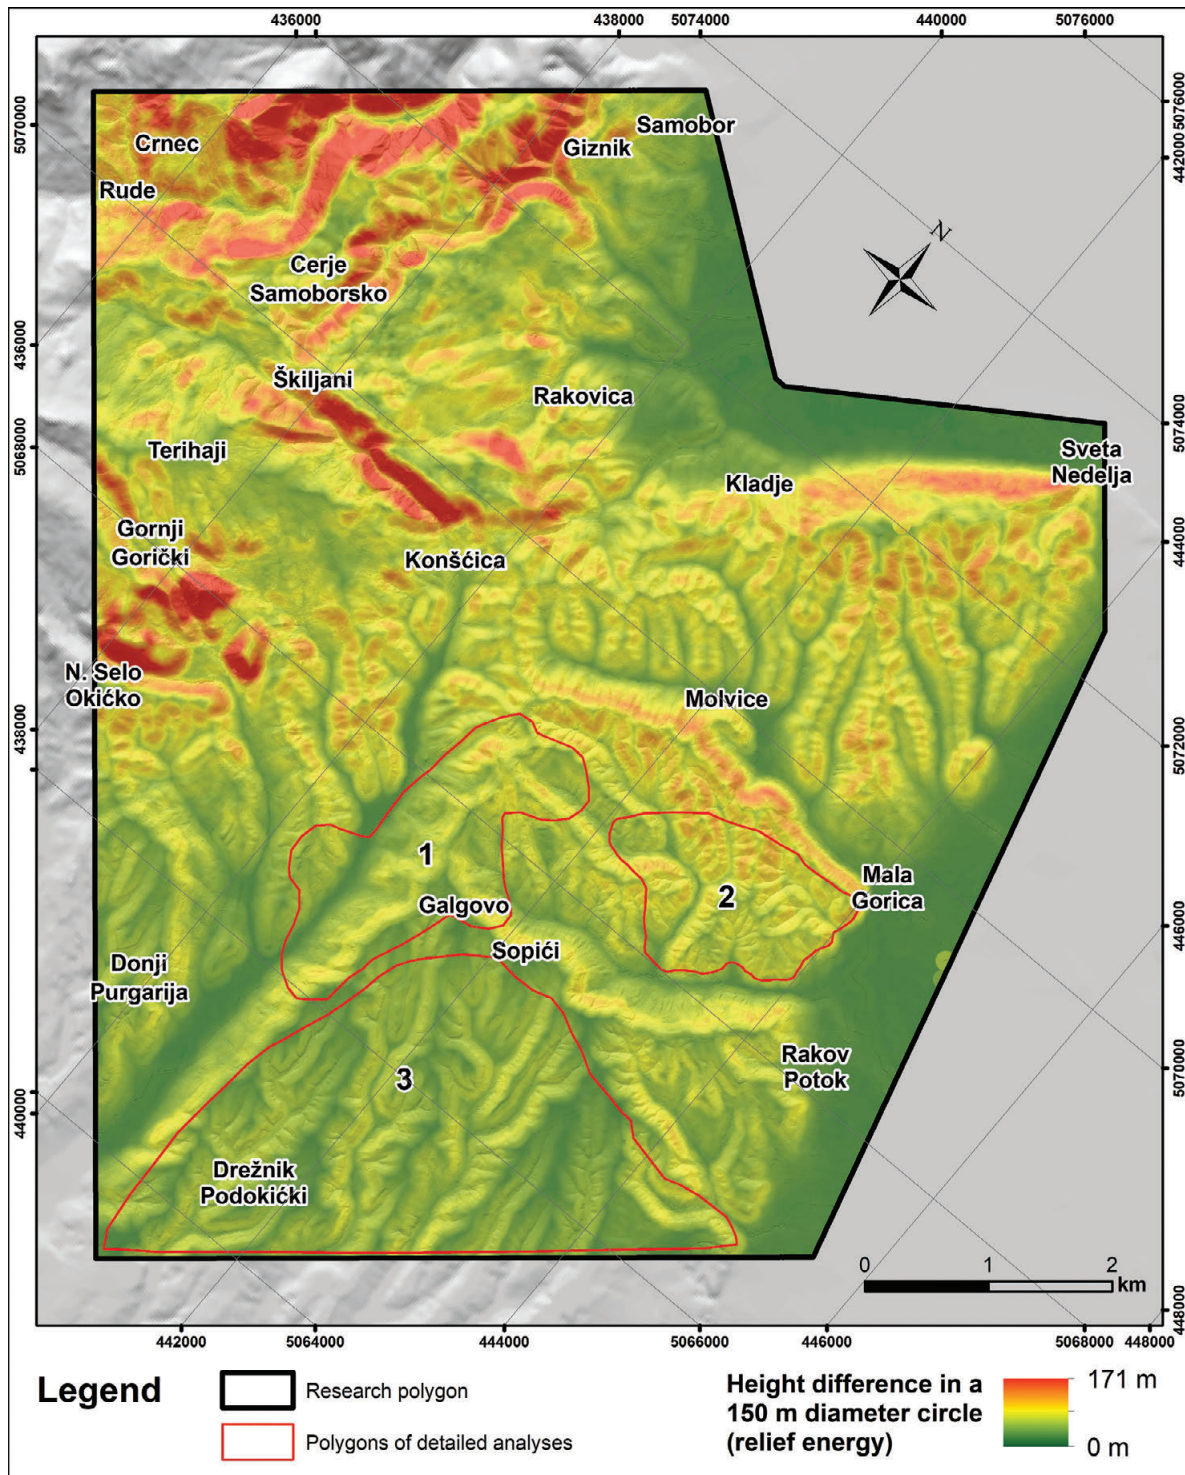 436000
438000
5074000
440000
5076000
5070000
436000
5068000
438000
440000
5076000
442000
5074000
444000
5072000
446000
5070000
448000
N
Samobor
Crnec
Giznik
Rude
Cerje
Samoborsko
Škiljani
Rakovica
Terihaji
Sveta
Nedelja
Kladje
Gornji
Gorički
Konšćica
N. Selo
Okićko
Molvice
1
2
Mala
Gorica
Galgovo
Sopići
Donji
Purgarija
3
Rakov
Potok
Drežnik
Podokićki
0 1 2
km
442000
5064000
444000
5066000
446000
5068000
448000
Legend
Research polygon
Polygons of detailed analyses
Height difference in a
150 m diameter circle
(relief energy)
171 m
0 m